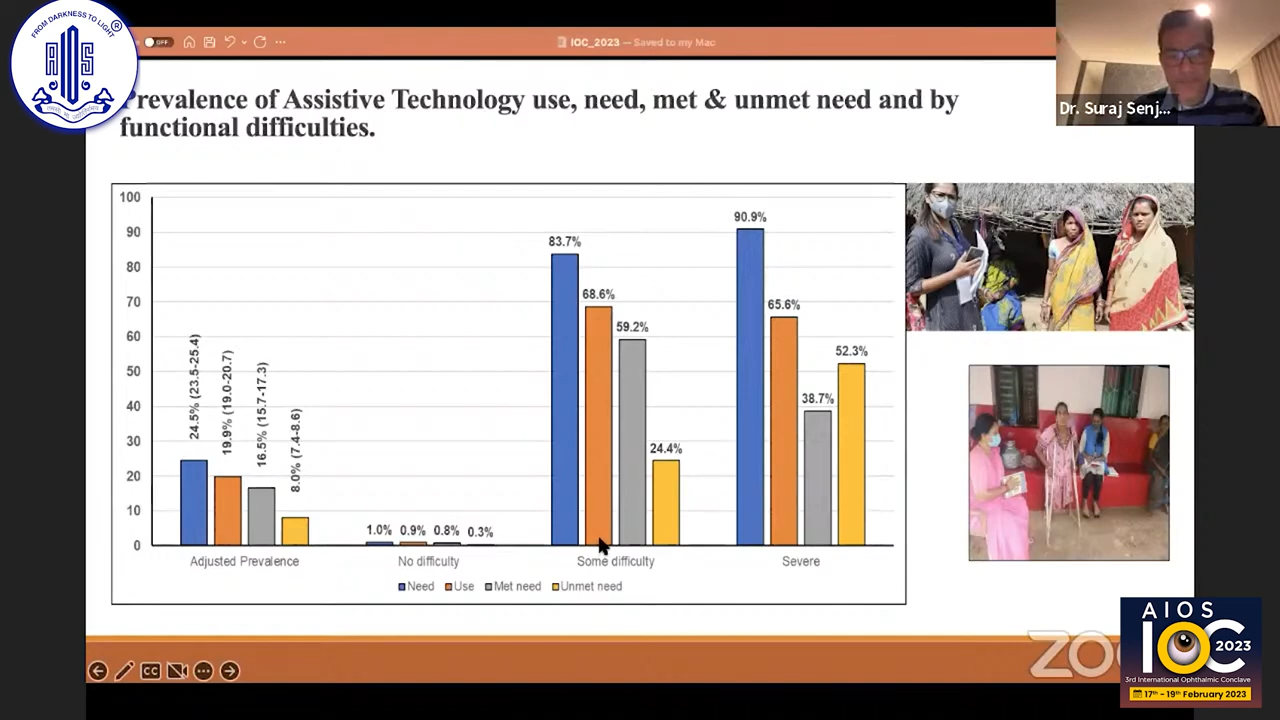 FROM DARKNESS TO LIGHT
®
AIOS
OFF
IOC_2023 — Saved to my Mac
Dr. Suraj Senj...
Prevalence of Assistive Technology use, need, met & unmet need and by
functional difficulties.
100
90
80
70
60
50
40
30
20
10
0
24.5% (23.5-25.4)
19.9% (19.0-20.7)
16.5% (15.7-17.3)
8.0% (7.4-8.6)
1.0%
0.9%
0.8%
0.3%
83.7%
68.6%
59.2%
24.4%
90.9%
65.6%
38.7%
52.3%
Adjusted Prevalence
No difficulty
Some difficulty
Severe
Need
Use
Met need
Unmet need
CC
AIOS
IOC 2023
3rd International Ophthalmic Conclave
17th - 19th February 2023